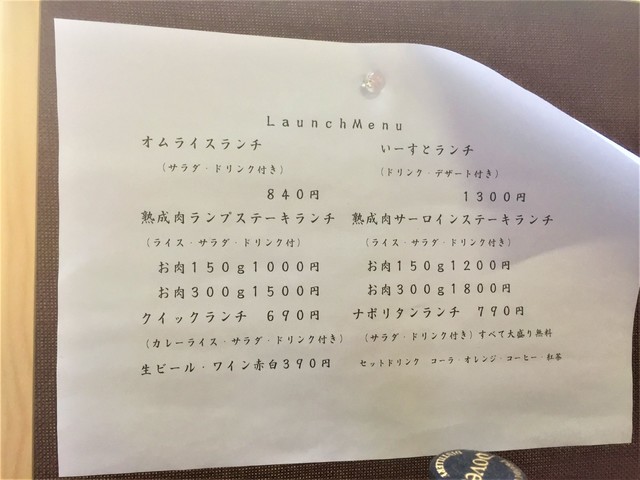 LaunchMenu
オムライスランチ
(サラダ・ドリンク付き)
840円
熟成肉ランプステーキランチ
(ライス・サラダ・ドリンク付)
お肉150g1000円
お肉300g1500円
クイックランチ 690円
(カレーライス・サラダ・ドリンク付き)
生ビール・ワイン赤白390円
いーすとランチ
(ドリンク・デザート付き)
1300円
熟成肉サーロインステーキランチ
(ライス・サラダ・ドリンク付き)
お肉150g1200円
お肉300g1800円
ナポリタンランチ 790円
(サラダ・ドリンク付き)すべて大盛り無料
セットドリンク コーラ・オレンジ・コーヒー・紅茶